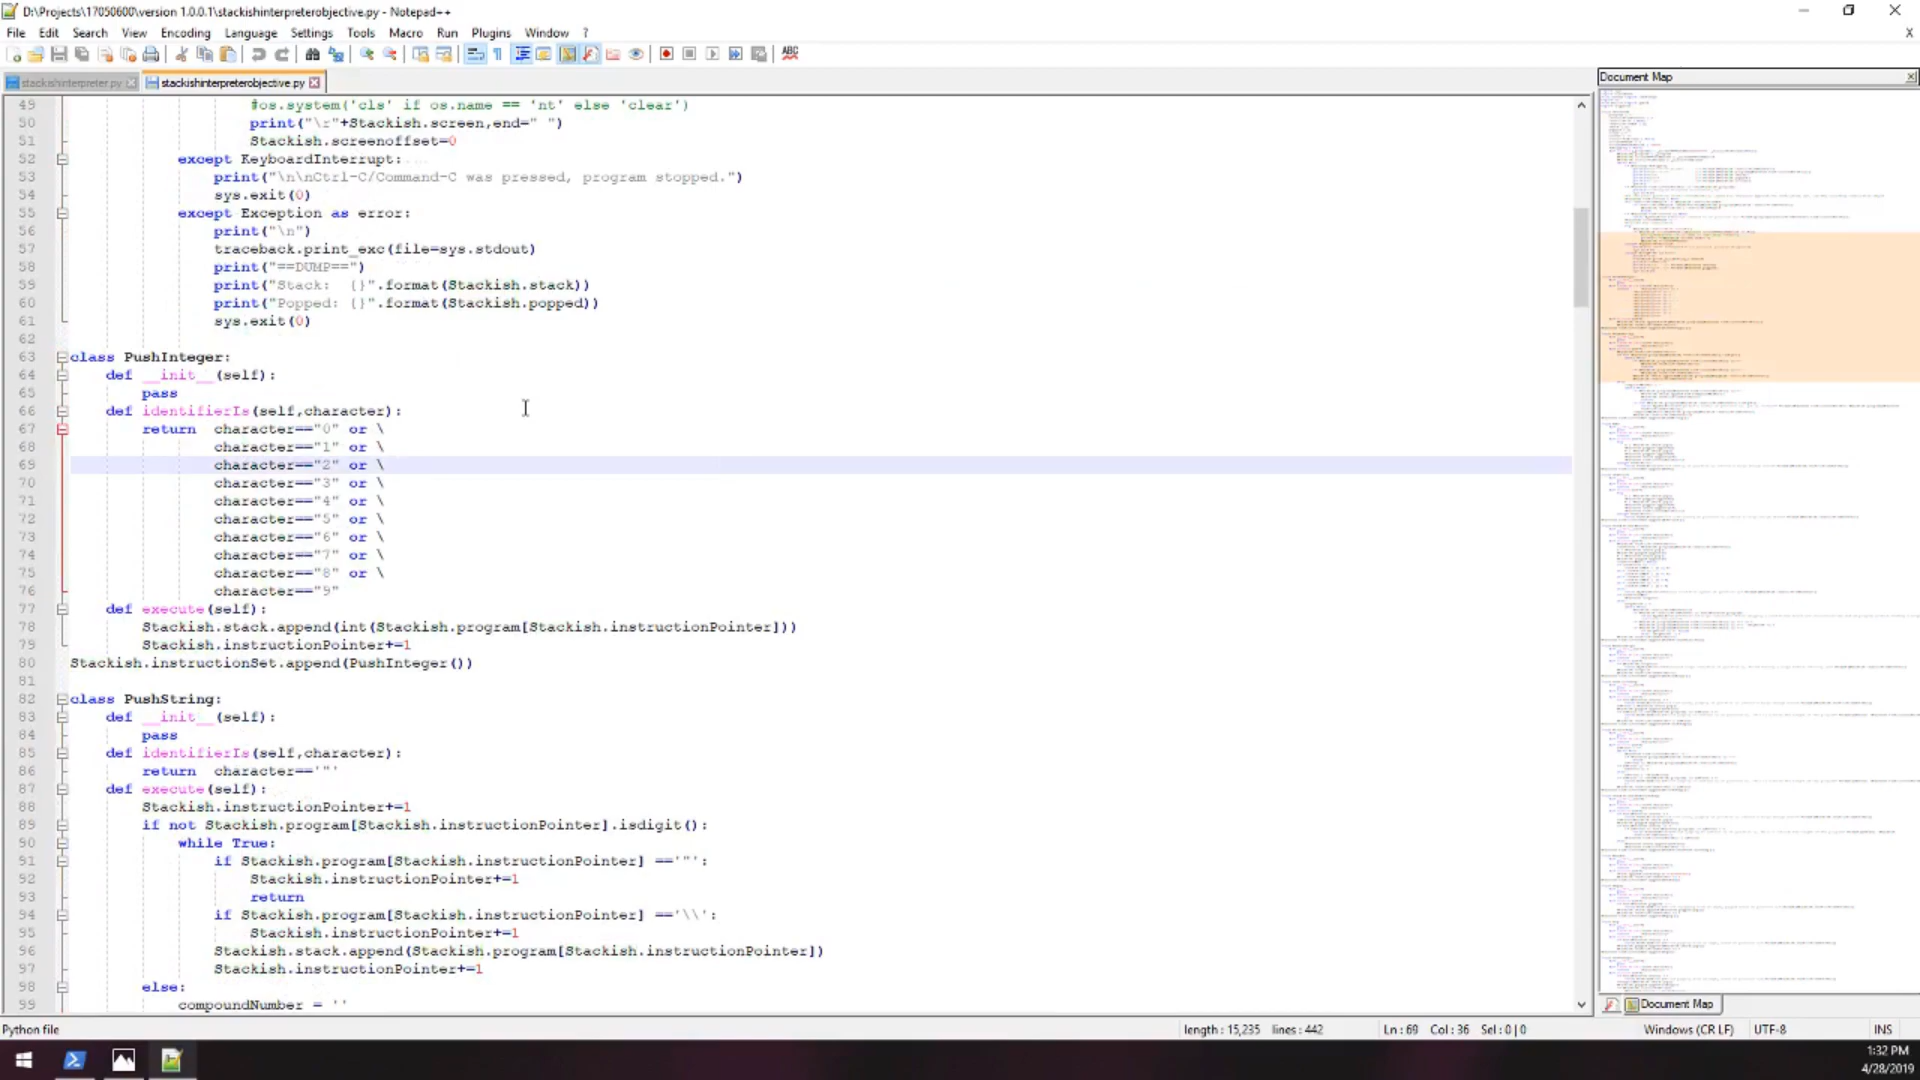 D:\Projects\17050600\version 1.0.0.1\stackishinterpreterobjective.py - Notepad++
File Edit Search View Encoding Language Settings Tools Macro Run Plugins Window ?
X
ABC
stackishinterpreter.py stackishinterpreterobjective.py
Document Map
49 #os.system('cls' if os.name == 'nt' else 'clear')
50 print("\r"+Stackish.screen,end=" ")
51 Stackish.screenoffset=0
52 except KeyboardInterrupt:
53 print("\n\nCtrl-C/Command-C was pressed, program stopped.")
54 sys.exit(0)
55 except Exception as error:
56 print("\n")
57 traceback.print_exc(file=sys.stdout)
58 print("==DUMP==")
59 print("Stack:  {}".format(Stackish.stack))
60 print("Popped: {}".format(Stackish.popped))
61 sys.exit(0)
62
63 class PushInteger:
64 def __init__(self):
65 pass
66 def identifierIs(self,character):
67 return  character=="0" or \
68 character=="1" or \
69 character=="2" or \
70 character=="3" or \
71 character=="4" or \
72 character=="5" or \
73 character=="6" or \
74 character=="7" or \
75 character=="8" or \
76 character=="9"
77 def execute(self):
78 Stackish.stack.append(int(Stackish.program[Stackish.instructionPointer]))
79 Stackish.instructionPointer+=1
80 Stackish.instructionSet.append(PushInteger())
81
82 class PushString:
83 def __init__(self):
84 pass
85 def identifierIs(self,character):
86 return  character=='"'
87 def execute(self):
88 Stackish.instructionPointer+=1
89 if not Stackish.program[Stackish.instructionPointer].isdigit():
90 while True:
91 if Stackish.program[Stackish.instructionPointer] =='"':
92 Stackish.instructionPointer+=1
93 return
94 if Stackish.program[Stackish.instructionPointer] =='\\':
95 Stackish.instructionPointer+=1
96 Stackish.stack.append(Stackish.program[Stackish.instructionPointer])
97 Stackish.instructionPointer+=1
98 else:
99 compoundNumber = ''
Document Map
Python file length : 15,235 lines : 442 Ln : 69 Col : 36 Sel : 0 | 0 Windows (CR LF) UTF-8 INS
1:32 PM
4/28/2019